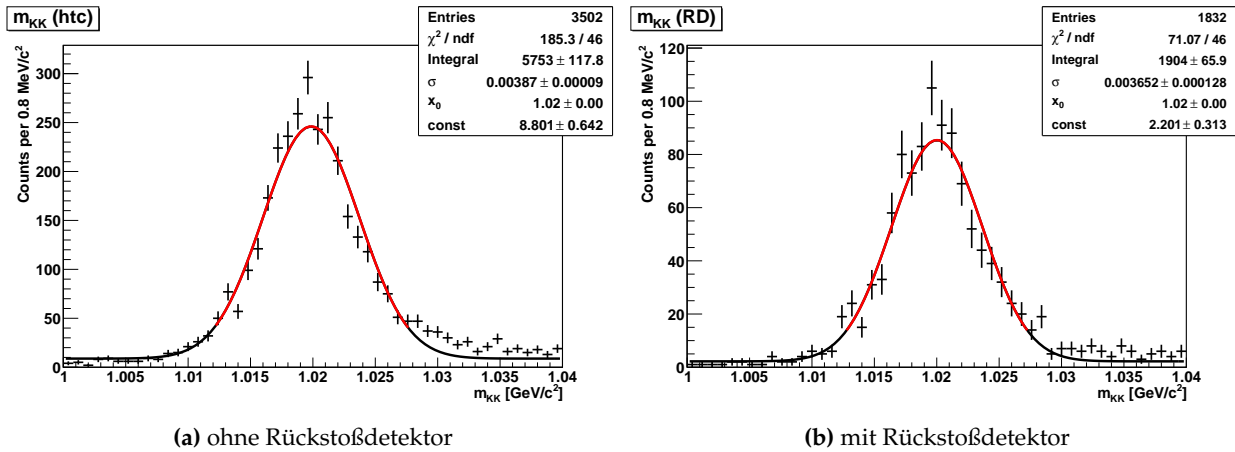 m_KK (htc)
Entries 3502
χ² / ndf 185.3 / 46
Integral 5753 ± 117.8
σ 0.00387 ± 0.00009
x₀ 1.02 ± 0.00
const 8.801 ± 0.642
Counts per 0.8 MeV/c²
300
250
200
150
100
50
0
1 1.005 1.01 1.015 1.02 1.025 1.03 1.035 1.04
m_KK [GeV/c²]
(a) ohne Rückstoßdetektor
m_KK (RD)
Entries 1832
χ² / ndf 71.07 / 46
Integral 1904 ± 65.9
σ 0.003652 ± 0.000128
x₀ 1.02 ± 0.00
const 2.201 ± 0.313
Counts per 0.8 MeV/c²
120
100
80
60
40
20
0
1 1.005 1.01 1.015 1.02 1.025 1.03 1.035 1.04
m_KK [GeV/c²]
(b) mit Rückstoßdetektor